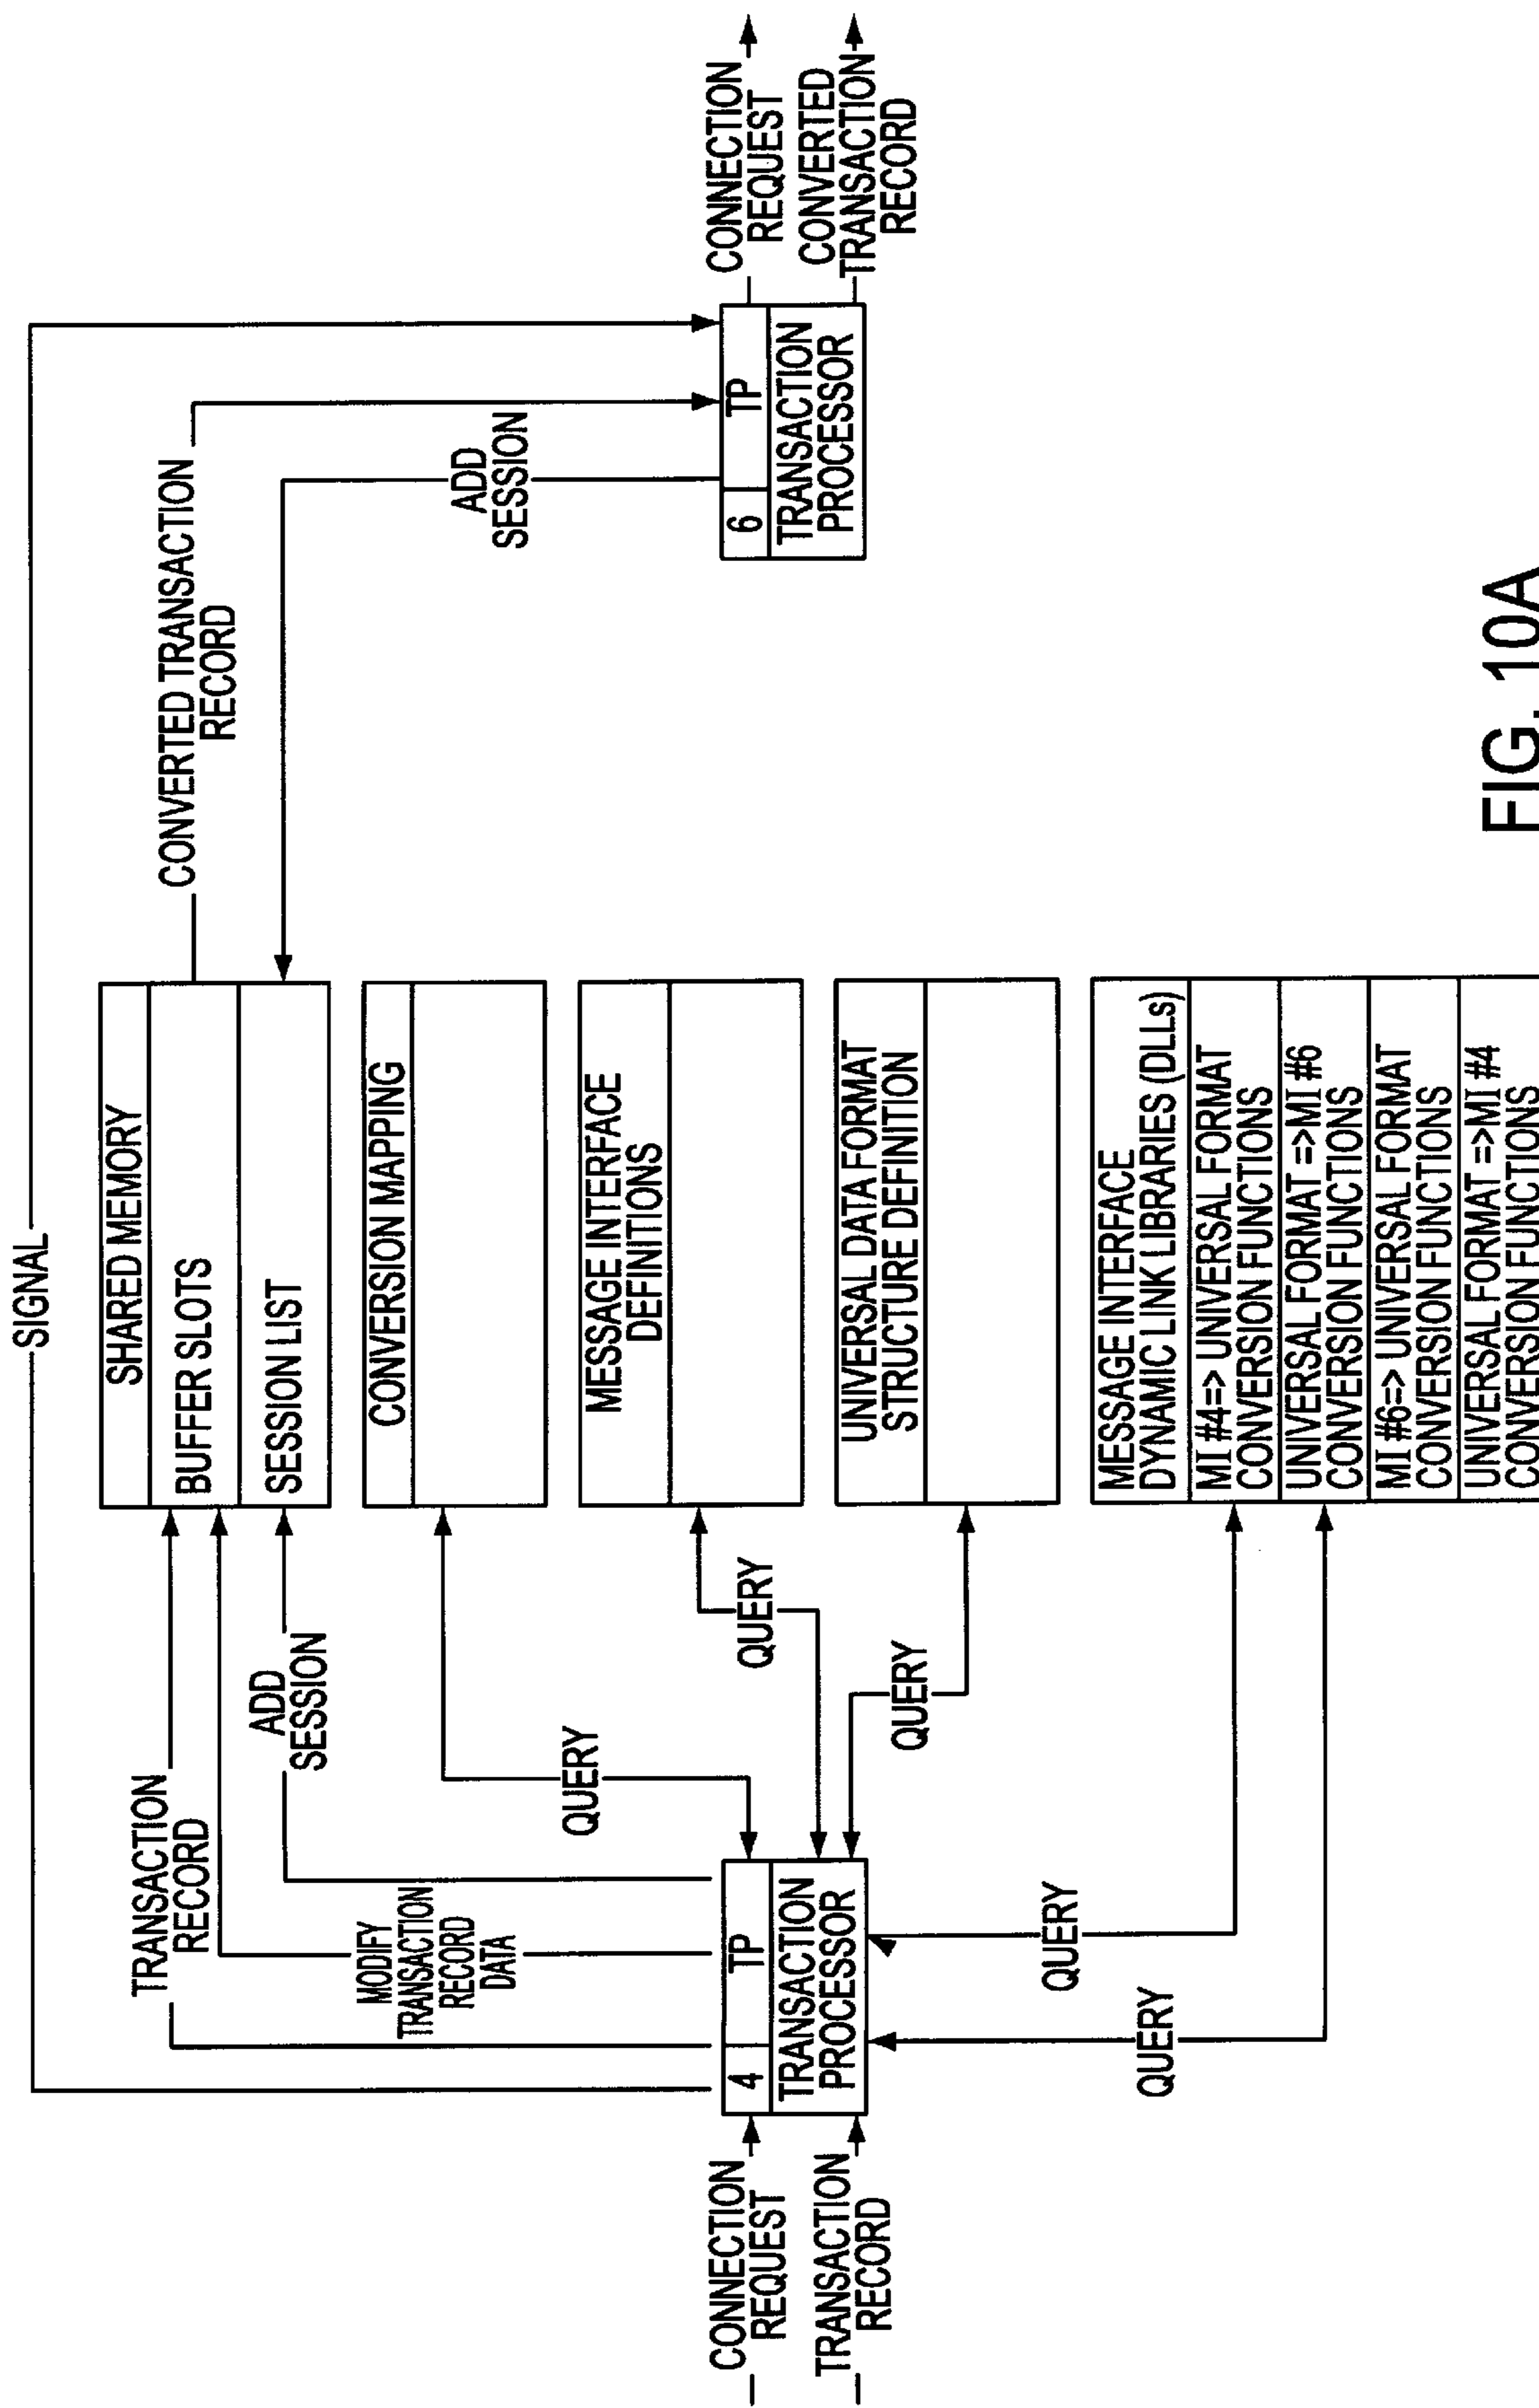 SIGNAL
TRANSACTION
RECORD
MODIFY
TRANSACTION
RECORD
DATA
ADD
SESSION
SHARED MEMORY
BUFFER SLOTS
SESSION LIST
CONVERTED TRANSACTION
RECORD
ADD
SESSION
QUERY
CONVERSION MAPPING
CONNECTION
REQUEST
TRANSACTION
RECORD
4 TP
TRANSACTION
PROCESSOR
QUERY
MESSAGE INTERFACE
DEFINITIONS
6 TP
TRANSACTION
PROCESSOR
CONNECTION
REQUEST
CONVERTED
TRANSACTION
RECORD
QUERY
UNIVERSAL DATA FORMAT
STRUCTURE DEFINITION
QUERY
QUERY
MESSAGE INTERFACE
DYNAMIC LINK LIBRARIES (DLLs)
MI #4=> UNIVERSAL FORMAT
CONVERSION FUNCTIONS
UNIVERSAL FORMAT =>MI #6
CONVERSION FUNCTIONS
MI #6=> UNIVERSAL FORMAT
CONVERSION FUNCTIONS
UNIVERSAL FORMAT =>MI #4
CONVERSION FUNCTIONS
FIG. 10A